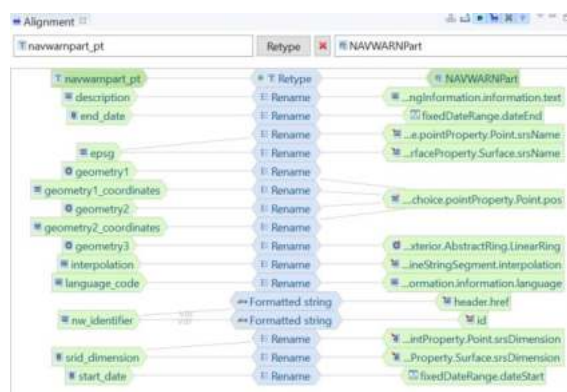 Alignment
navwarnpart_pt Retype NAVWARNPart
navwarnpart_pt Retype NAVWARNPart
description Rename ...ngInformation.information.text
end_date Rename fixedDateRange.dateEnd
Rename ...e.pointProperty.Point.srsName
epsg Rename ...rfaceProperty.Surface.srsName
geometry1 Rename
geometry1_coordinates Rename
geometry2 Rename ...choice.pointProperty.Point.pos
geometry2_coordinates Rename
geometry3 Rename ...xterior.AbstractRing.LinearRing
interpolation Rename ...ineStringSegment.interpolation
language_code Rename ...ormation.information.language
Formatted string header.href
nw_identifier Formatted string id
Rename ...intProperty.Point.srsDimension
srid_dimension Rename ...Property.Surface.srsDimension
start_date Rename fixedDateRange.dateStart